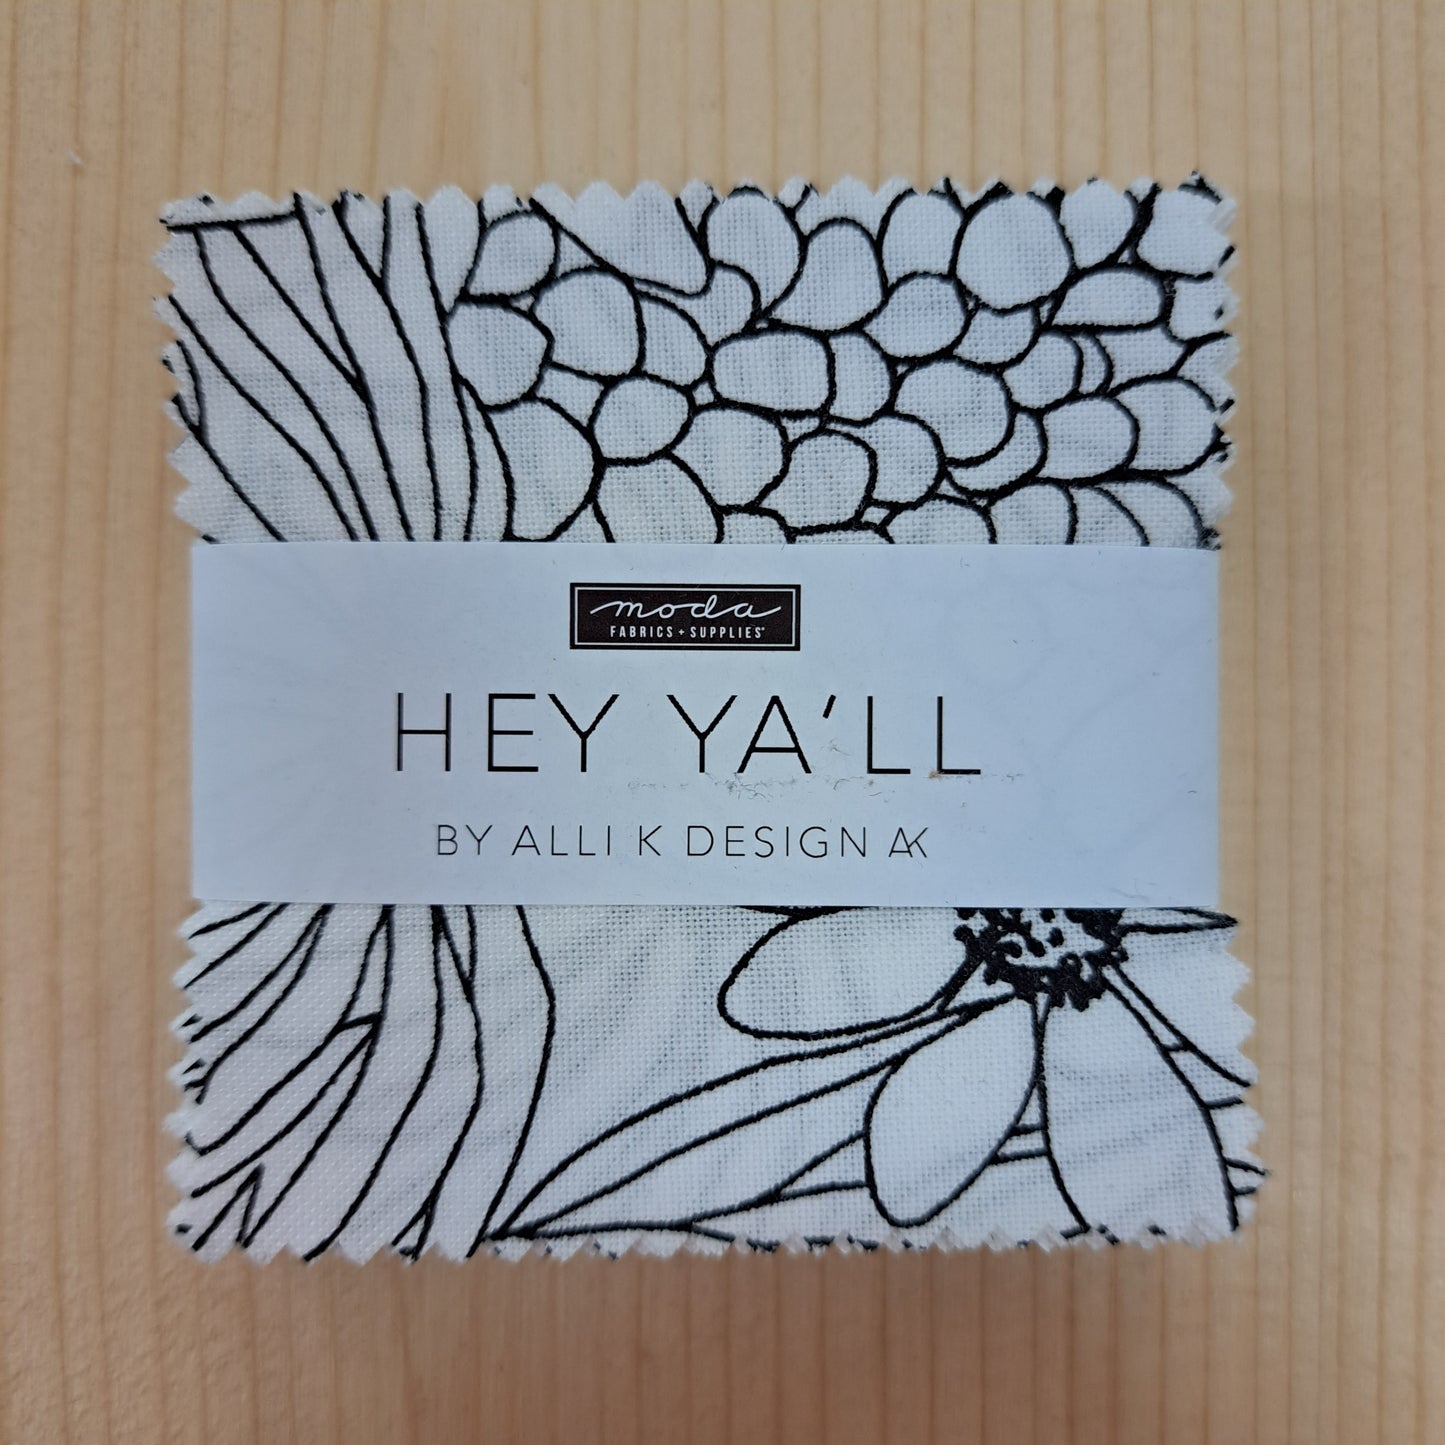 moda
FABRICS + SUPPLIES®
HEY YA'LL
BY ALLI K DESIGN AK